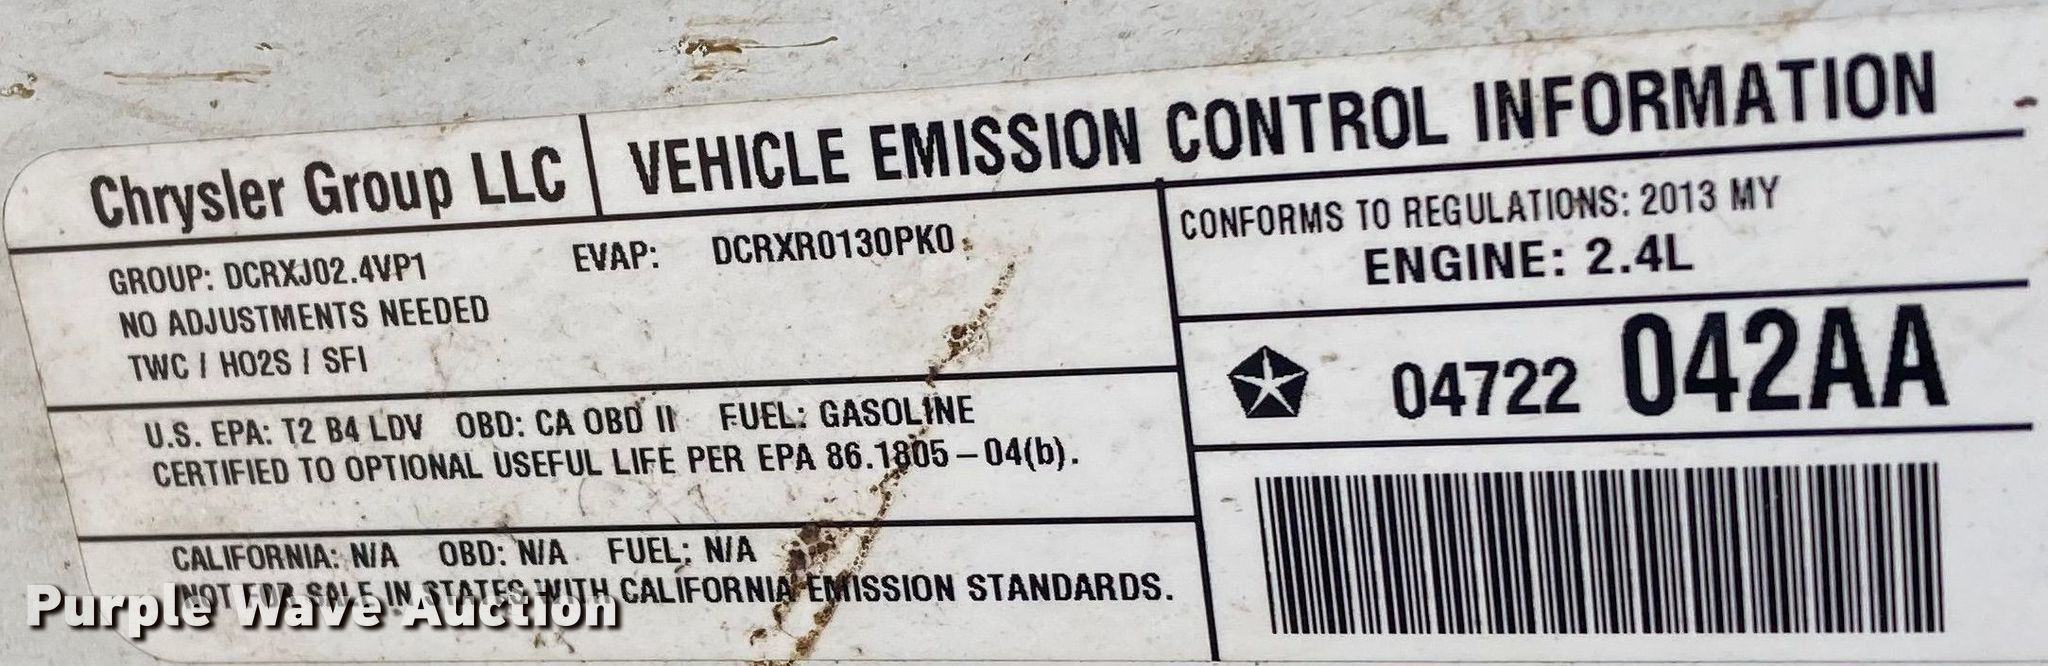 Chrysler Group LLC VEHICLE EMISSION CONTROL INFORMATION
GROUP: DCRXJ02.4VP1 EVAP: DCRXR0130PK0
NO ADJUSTMENTS NEEDED
TWC / HO2S / SFI
CONFORMS TO REGULATIONS: 2013 MY
ENGINE: 2.4L
04722 042AA
U.S. EPA: T2 B4 LDV OBD: CA OBD II FUEL: GASOLINE
CERTIFIED TO OPTIONAL USEFUL LIFE PER EPA 86.1805-04(b).
CALIFORNIA: N/A OBD: N/A FUEL: N/A
NOT FOR SALE IN STATES WITH CALIFORNIA EMISSION STANDARDS.
Purple Wave Auction